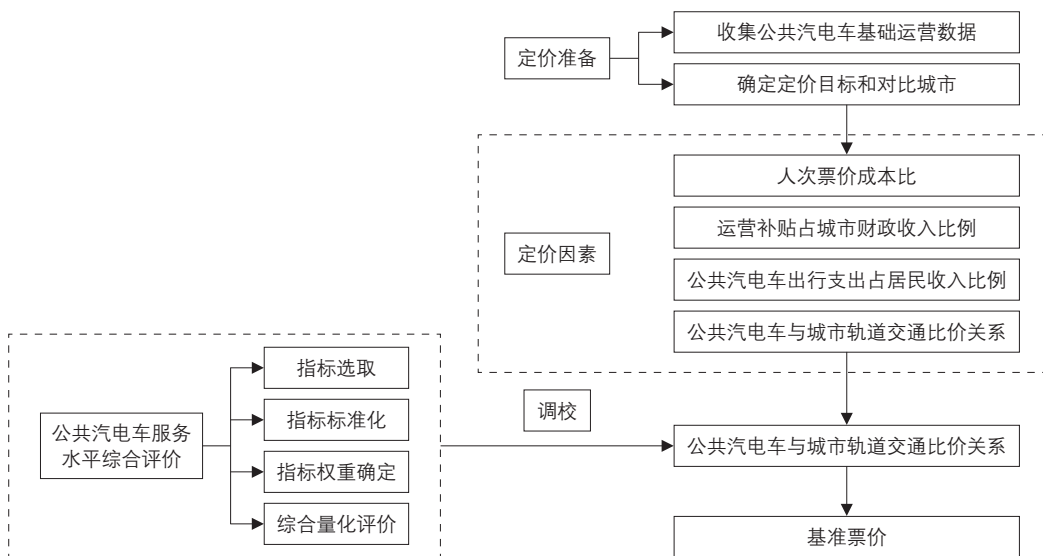 收集公共汽电车基础运营数据
定价准备
确定定价目标和对比城市
人次票价成本比
运营补贴占城市财政收入比例
定价因素
公共汽电车出行支出占居民收入比例
公共汽电车与城市轨道交通比价关系
指标选取
调校
指标标准化
公共汽电车服务
水平综合评价
公共汽电车与城市轨道交通比价关系
指标权重确定
综合量化评价
基准票价